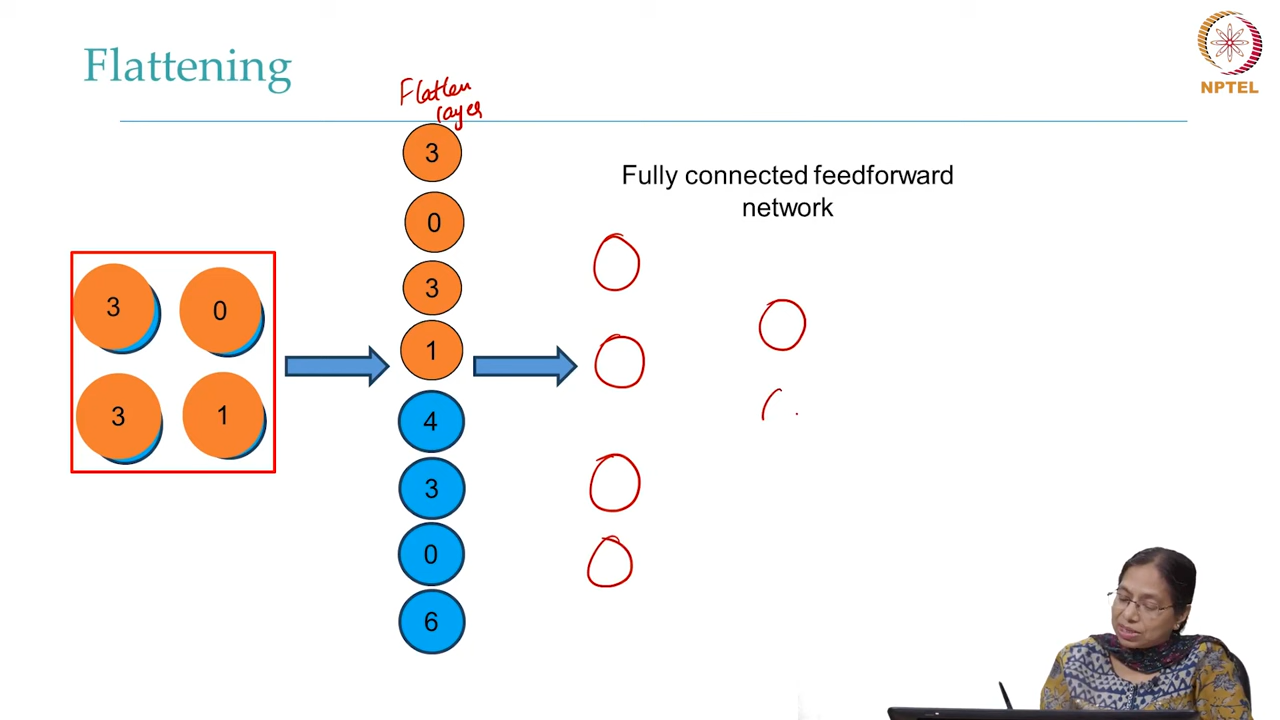 Flattening
NPTEL
Flatten
layer
3
0
3
1
4
3
0
6
3 0
3 1
Fully connected feedforward
network